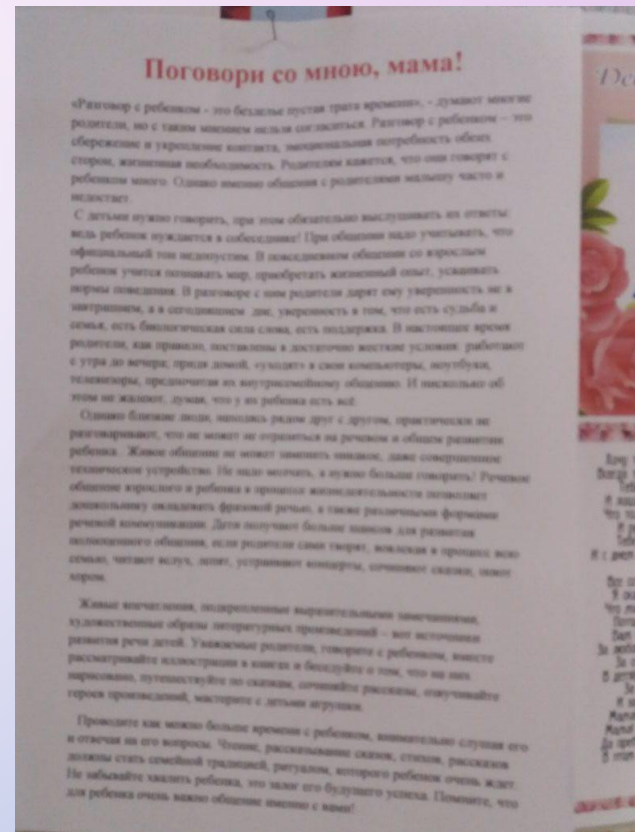 Поговори со мною, мама!
«Разговор с ребенком - это безделье пустая трата времени», - думают многие
родители, но с таким мнением нельзя согласиться. Разговор с ребенком – это
сбережение и укрепление контакта, эмоциональная потребность обеих
сторон, жизненная необходимость. Родителям кажется, что они говорят с
ребенком много. Однако именно общения с родителями малышу часто и
недостает.
С детьми нужно говорить, при этом обязательно выслушивать их ответы:
ведь ребенок нуждается в собеседнике! При общении надо учитывать, что
официальный тон недопустим. В повседневном общении со взрослым
ребенок учится познавать мир, приобретать жизненный опыт, усваивать
нормы поведения. В разговоре с ним родители дарят ему уверенность не в
завтрашнем, а в сегодняшнем дне, уверенность в том, что есть судьба и
семья, есть биологическая сила слова, есть поддержка. В настоящее время
родители, как правило, поставлены в достаточно жесткие условия: работают
с утра до вечера; придя домой, «уходят» в свои компьютеры, ноутбуки,
телевизоры, предпочитая их внутрисемейному общению. И нисколько об
этом не жалеют, думая, что у их ребенка есть всё.
Однако близкие люди, находясь рядом друг с другом, практически не
разговаривают, что не может не отразиться на речевом и общем развитии
ребенка. Живое общение не может заменить никакое, даже совершенное
техническое устройство. Не надо молчать, а нужно больше говорить! Речевое
общение взрослого и ребенка в процессе жизнедеятельности позволяет
дошкольнику овладевать фразовой речью, а также различными формами
речевой коммуникации. Дети получают больше шансов для развития
полноценного общения, если родители сами творят, вовлекая в процесс всю
семью, читают вслух, лепят, устраивают концерты, сочиняют сказки, поют
хором.
Живые впечатления, подкрепленные выразительными замечаниями,
художественные образы литературных произведений – вот источники
развития речи детей. Уважаемые родители, говорите с ребенком, вместе
рассматривайте иллюстрации в книгах и беседуйте о том, что на них
нарисовано, путешествуйте по сказкам, сочиняйте рассказы, озвучивайте
героев произведений, мастерите с детьми игрушки.
Проводите как можно больше времени с ребенком, внимательно слушая его
и отвечая на его вопросы. Чтение, рассказывание сказок, стихов, рассказов
должны стать семейной традицией, ритуалом, которого ребенок очень ждет.
Не забывайте хвалить ребенка, это залог его будущего успеха. Помните, что
для ребенка очень важно общение именно с вами!